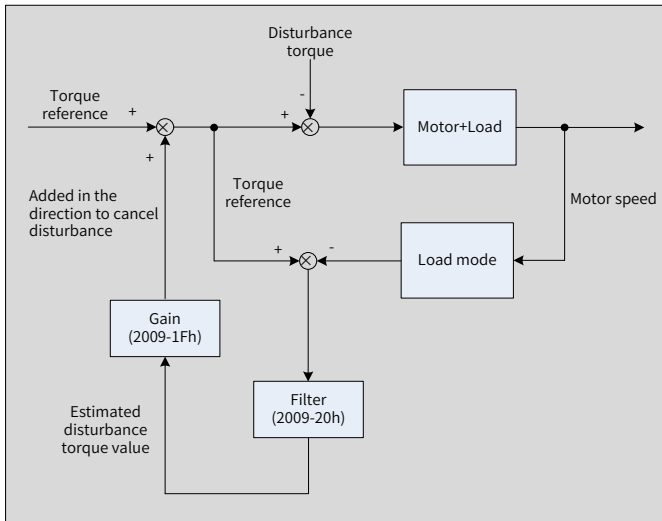 Disturbance
torque
-
Torque
reference
+
+
Motor+Load
+
Added in the
direction to cancel
disturbance
Torque
reference
Motor speed
+
-
Load mode
Gain
(2009-1Fh)
Filter
(2009-20h)
Estimated
disturbance
torque value